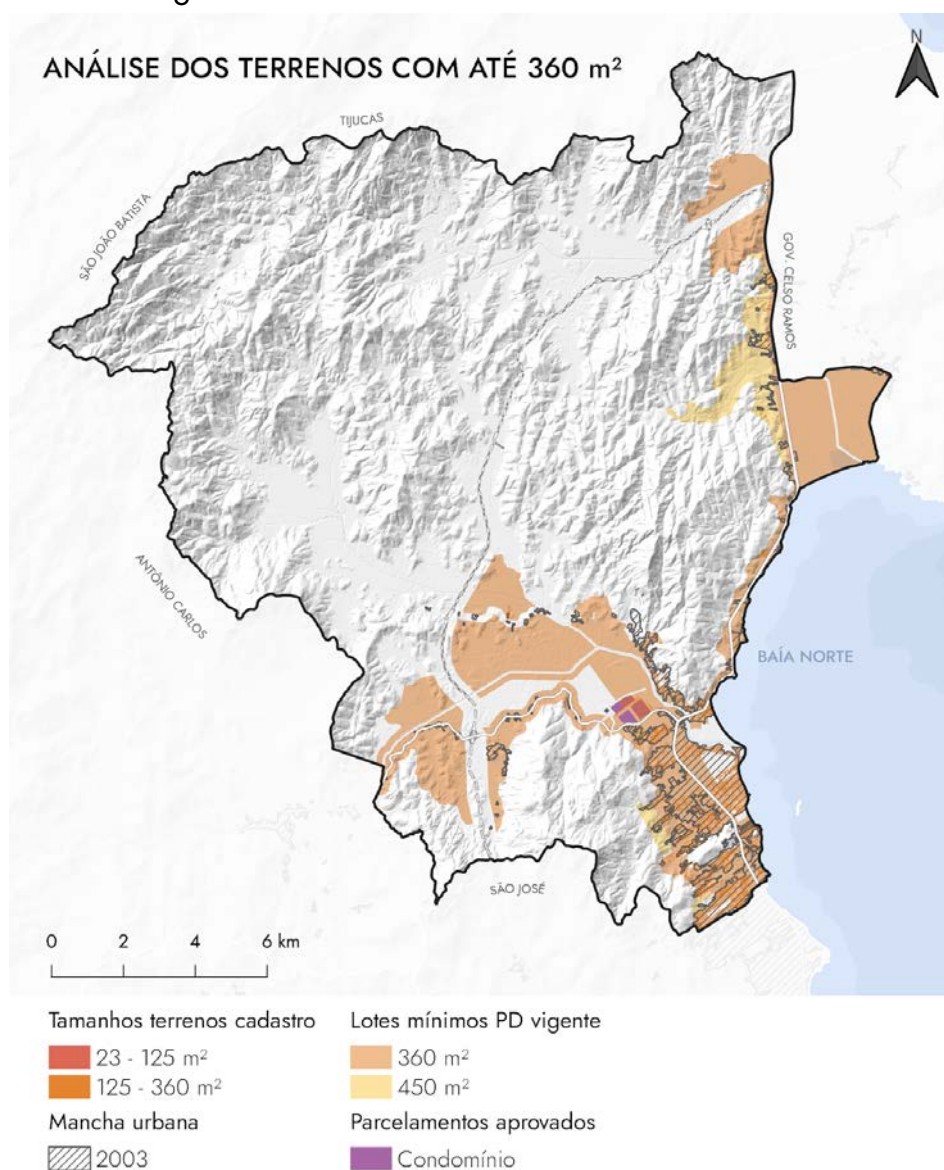 ANÁLISE DOS TERRENOS COM ATÉ 360 m²
N
TIJUCAS
SÃO JOÃO BATISTA
GOV. CELSO RAMOS
ANTÔNIO CARLOS
BAÍA NORTE
SÃO JOSÉ
0 2 4 6 km
Tamanhos terrenos cadastro
23 - 125 m²
125 - 360 m²
Mancha urbana
2003
Lotes mínimos PD vigente
360 m²
450 m²
Parcelamentos aprovados
Condomínio